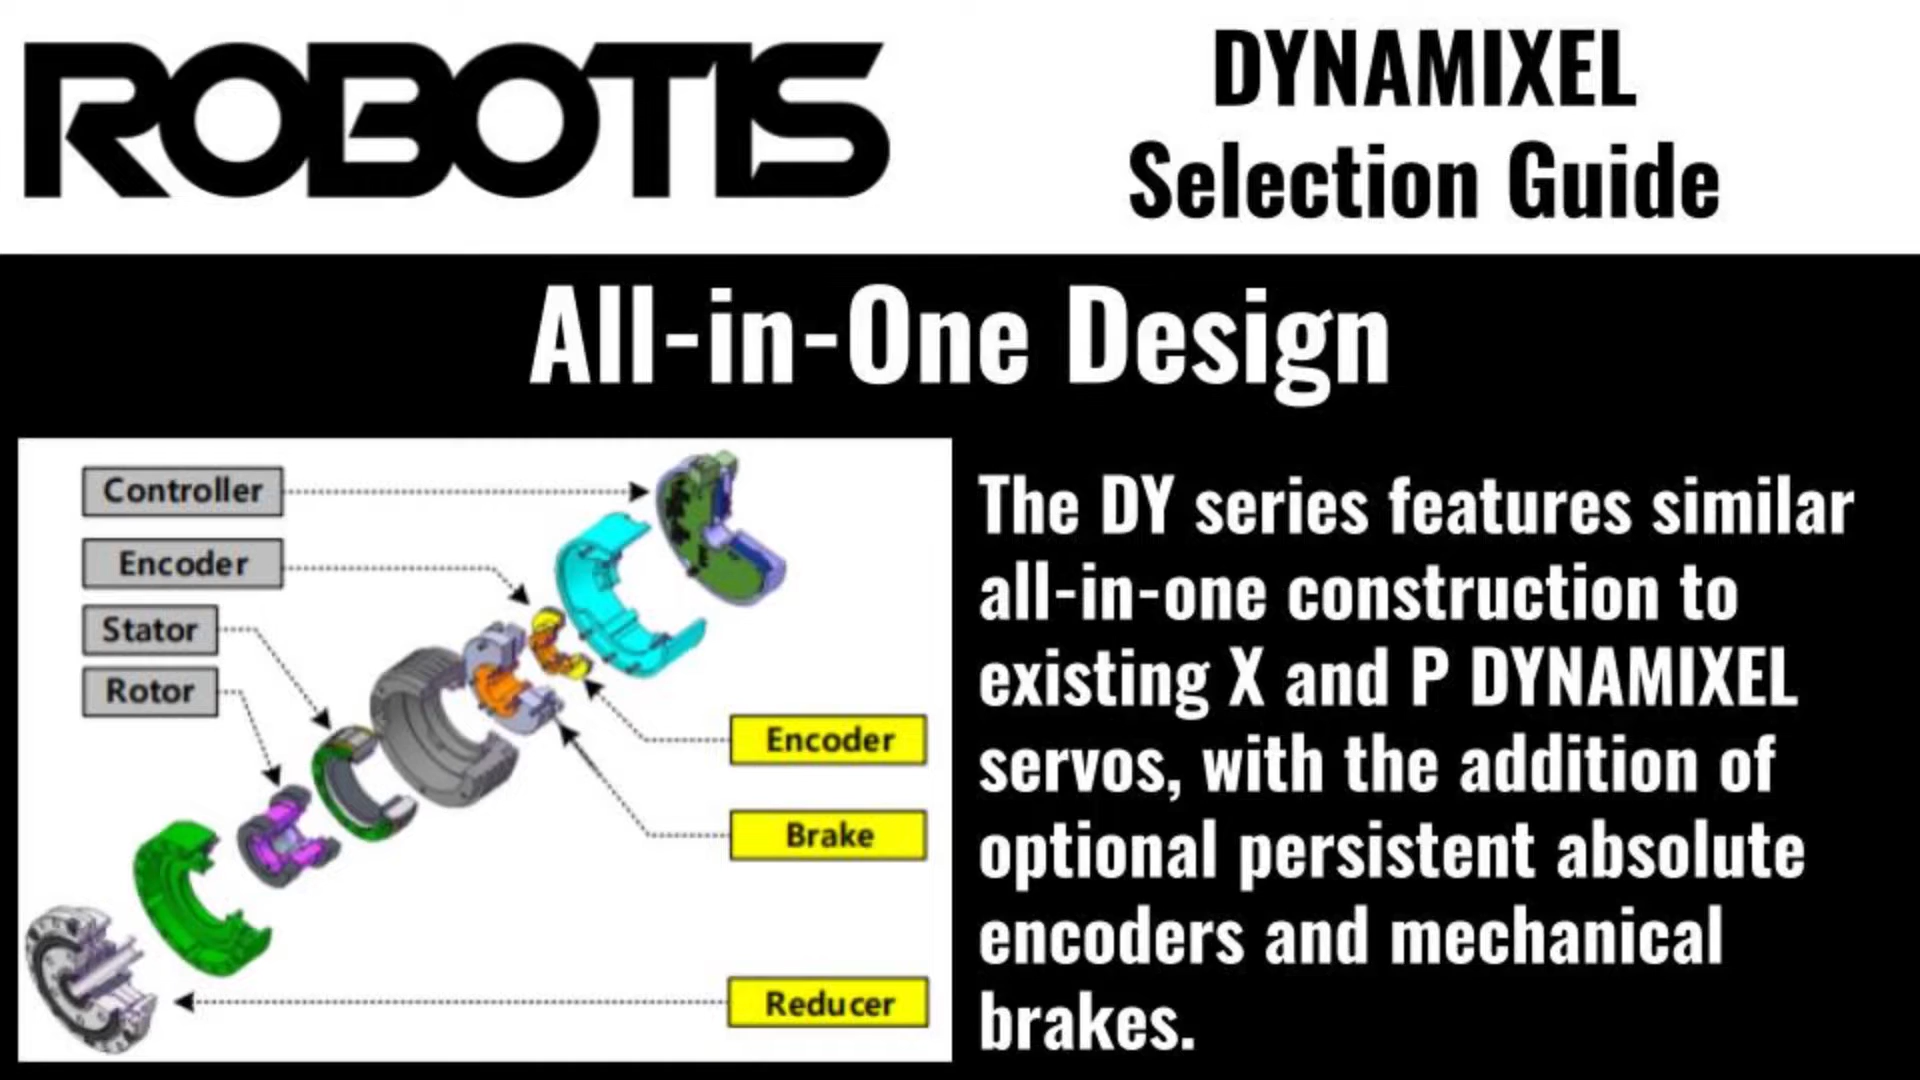 ROBOTIS
DYNAMIXEL
Selection Guide
All-in-One Design
Controller
Encoder
Stator
Rotor
Encoder
Brake
Reducer
The DY series features similar
all-in-one construction to
existing X and P DYNAMIXEL
servos, with the addition of
optional persistent absolute
encoders and mechanical
brakes.